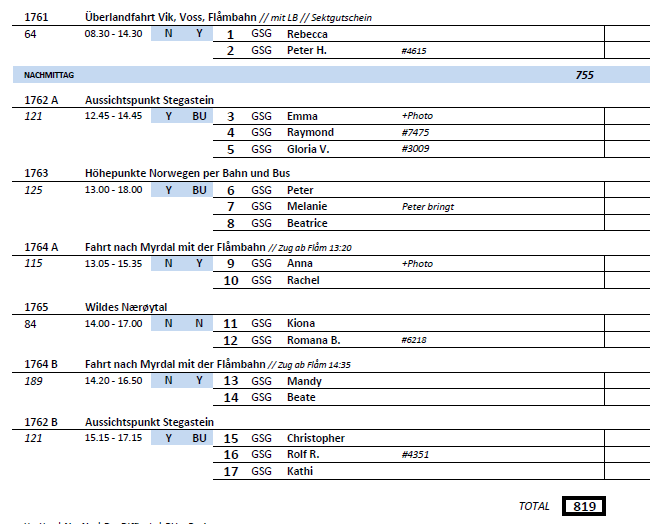 1761 Überlandfahrt Vik, Voss, Flåmbahn // mit LB // Sektgutschein
64 08.30 - 14.30 N Y 1 GSG Rebecca
2 GSG Peter H. #4615
NACHMITTAG 755
1762 A Aussichtspunkt Stegastein
121 12.45 - 14.45 Y BU 3 GSG Emma +Photo
4 GSG Raymond #7475
5 GSG Gloria V. #3009
1763 Höhepunkte Norwegen per Bahn und Bus
125 13.00 - 18.00 Y BU 6 GSG Peter
7 GSG Melanie Peter bringt
8 GSG Beatrice
1764 A Fahrt nach Myrdal mit der Flåmbahn // Zug ab Flåm 13:20
115 13.05 - 15.35 N Y 9 GSG Anna +Photo
10 GSG Rachel
1765 Wildes Nærøytal
84 14.00 - 17.00 N N 11 GSG Kiona
12 GSG Romana B. #6218
1764 B Fahrt nach Myrdal mit der Flåmbahn // Zug ab Flåm 14:35
189 14.20 - 16.50 N Y 13 GSG Mandy
14 GSG Beate
1762 B Aussichtspunkt Stegastein
121 15.15 - 17.15 Y BU 15 GSG Christopher
16 GSG Rolf R. #4351
17 GSG Kathi
TOTAL 819